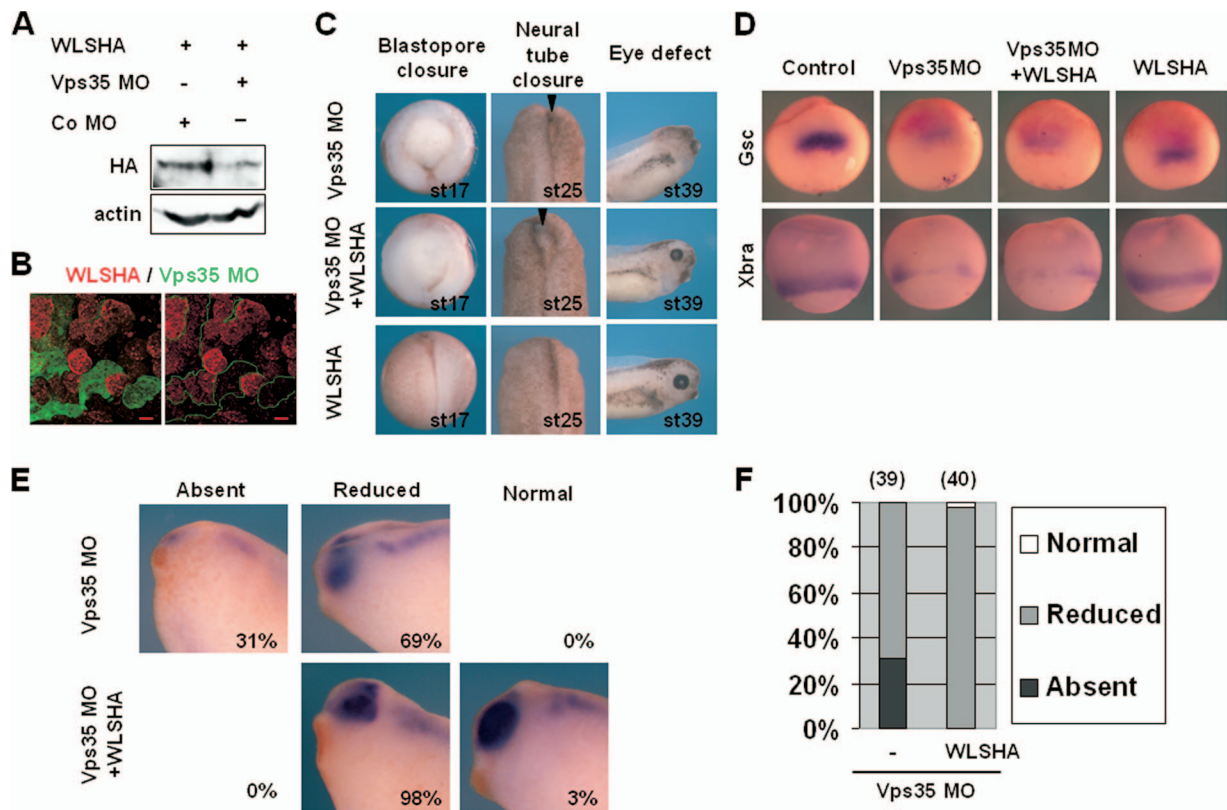 A
WLSHA + +
Vps35 MO - +
Co MO + –
HA
actin
B
WLSHA / Vps35 MO
C
Blastopore closure
Neural tube closure
Eye defect
Vps35 MO
st17
st25
st39
Vps35 MO +WLSHA
st17
st25
st39
WLSHA
st17
st25
st39
D
Control
Vps35MO
Vps35MO +WLSHA
WLSHA
Gsc
Xbra
E
Absent
Reduced
Normal
Vps35 MO
31%
69%
0%
Vps35 MO +WLSHA
0%
98%
3%
F
(39) (40)
100%
80%
60%
40%
20%
0%
- WLSHA
Vps35 MO
Normal
Reduced
Absent